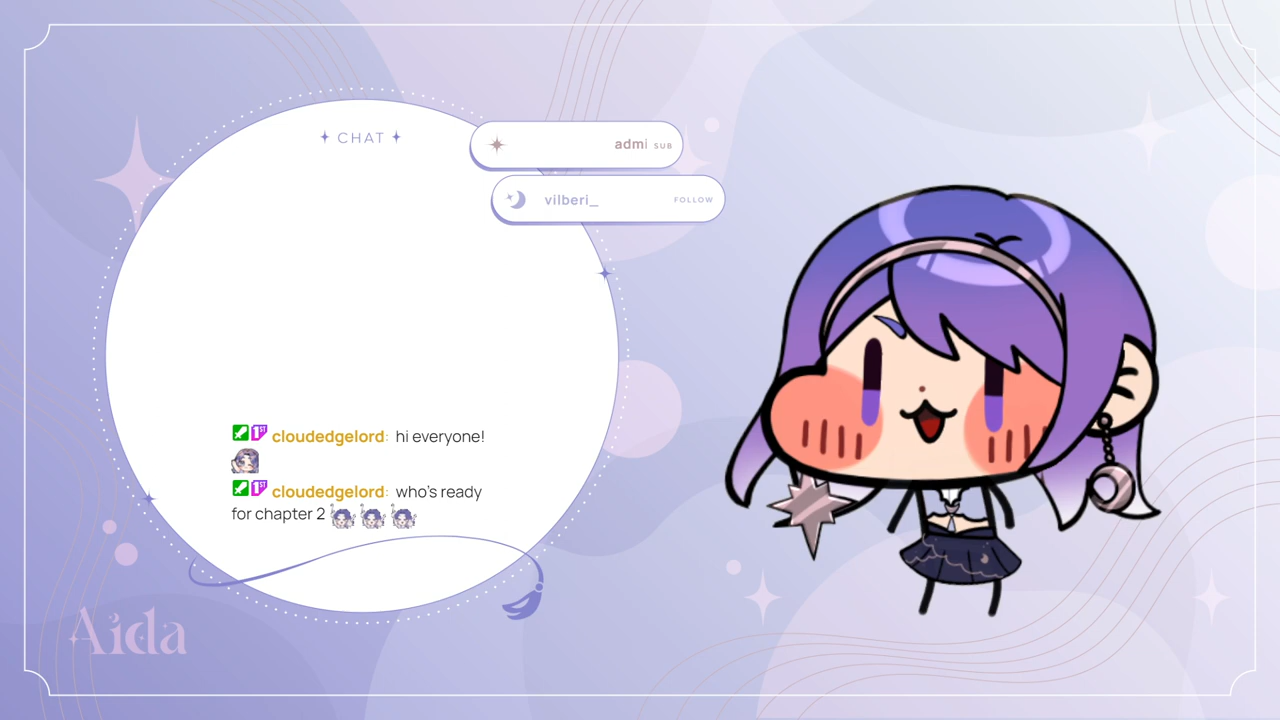 CHAT
admi SUB
vilberi_ FOLLOW
cloudedgelord: hi everyone!
cloudedgelord: who's ready
for chapter 2
Aida